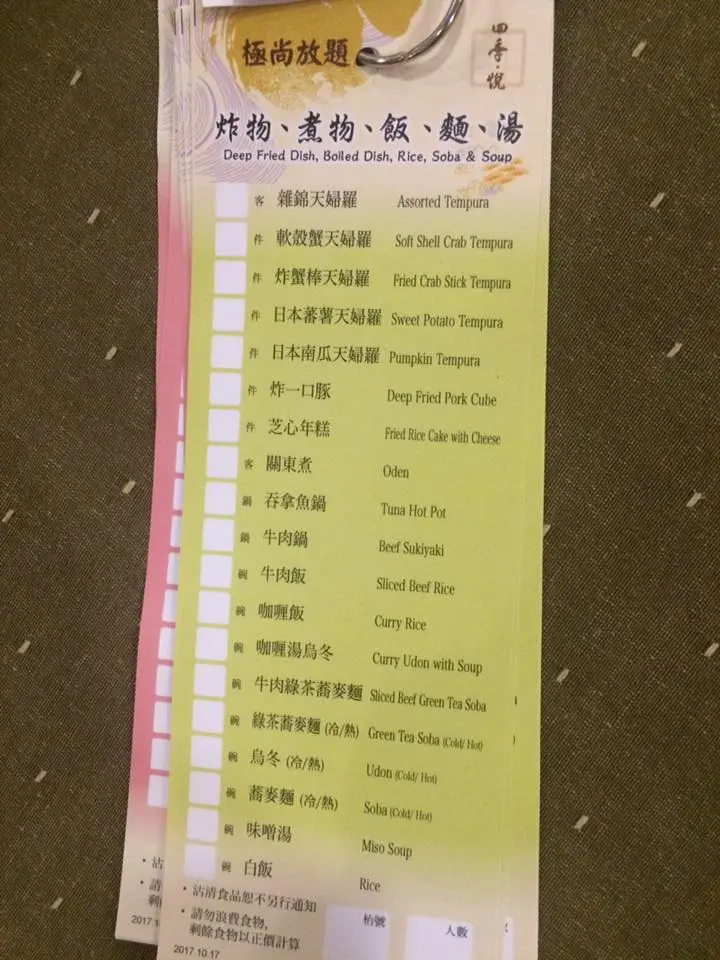 極尚放題
四季·悅
炸物、煮物、飯、麵、湯
Deep Fried Dish, Boiled Dish, Rice, Soba & Soup
客 雜錦天婦羅 Assorted Tempura
件 軟殼蟹天婦羅 Soft Shell Crab Tempura
件 炸蟹棒天婦羅 Fried Crab Stick Tempura
件 日本蕃薯天婦羅 Sweet Potato Tempura
件 日本南瓜天婦羅 Pumpkin Tempura
件 炸一口豚 Deep Fried Pork Cube
件 芝心年糕 Fried Rice Cake with Cheese
客 關東煮 Oden
鍋 吞拿魚鍋 Tuna Hot Pot
鍋 牛肉鍋 Beef Sukiyaki
碗 牛肉飯 Sliced Beef Rice
碗 咖喱飯 Curry Rice
碗 咖喱湯烏冬 Curry Udon with Soup
碗 牛肉綠茶蕎麥麵 Sliced Beef Green Tea Soba
碗 綠茶蕎麥麵 (冷/熱) Green Tea Soba (Cold/ Hot)
碗 烏冬 (冷/熱) Udon (Cold/ Hot)
碗 蕎麥麵 (冷/熱) Soba (Cold/ Hot)
碗 味噌湯 Miso Soup
碗 白飯 Rice
• 沽清食品恕不另行通知
• 請勿浪費食物,
剩餘食物以正價計算
枱號
人數
2017.10.17
• 沽
• 請
剩
2017.1